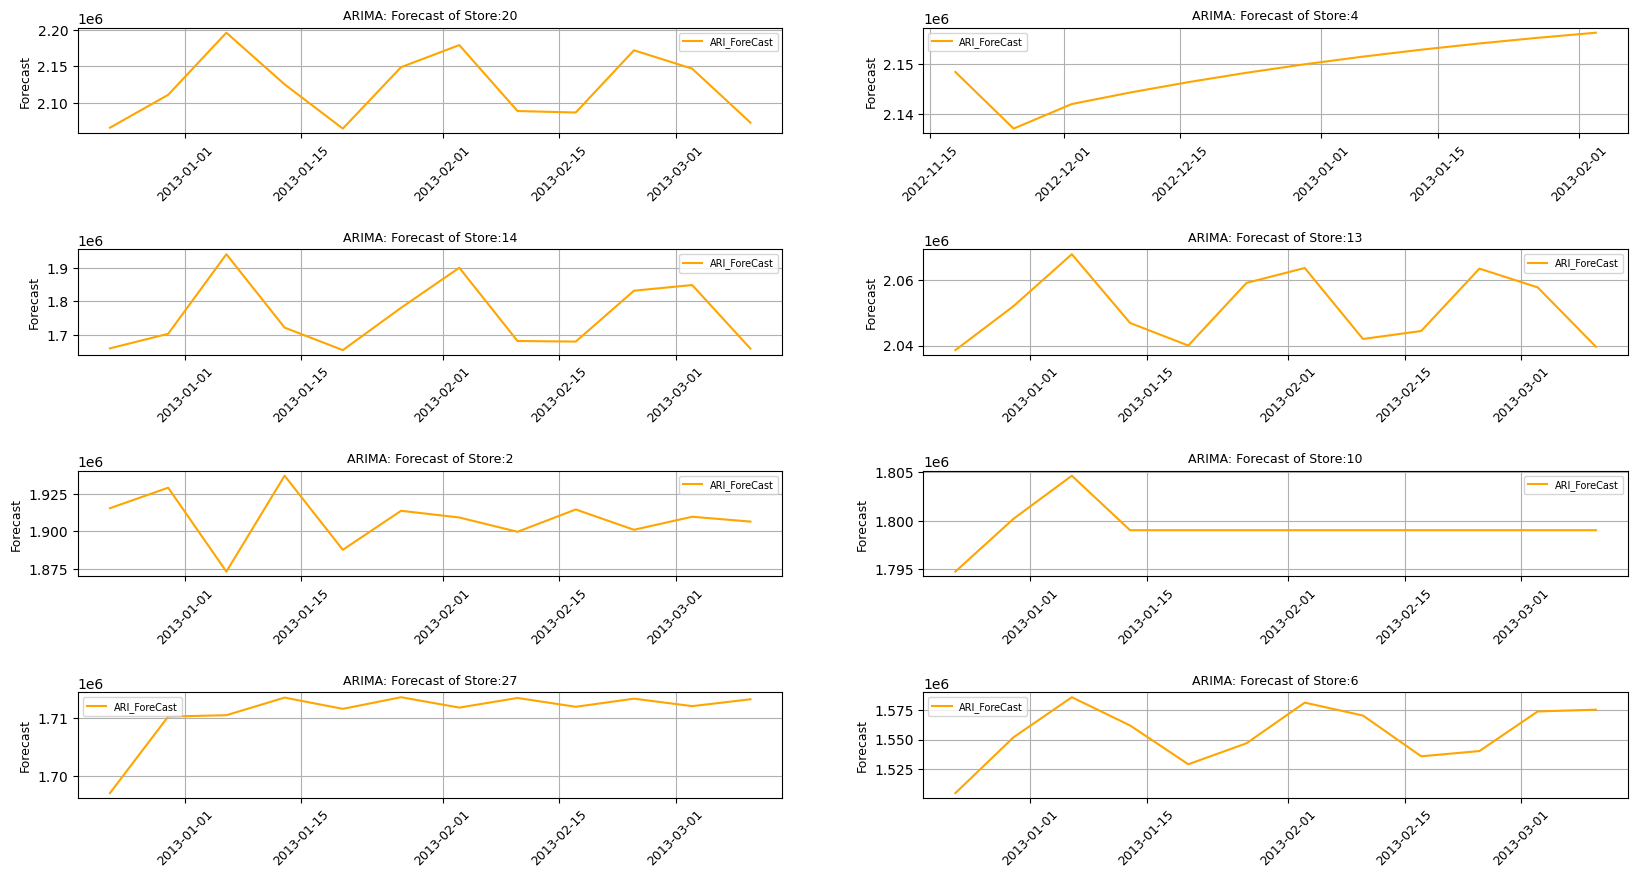 ARIMA: Forecast of Store:20
1e6
ARI_ForeCast
Forecast
2.20
2.15
2.10
2013-01-01
2013-01-15
2013-02-01
2013-02-15
2013-03-01
ARIMA: Forecast of Store:4
1e6
ARI_ForeCast
Forecast
2.15
2.14
2012-11-15
2012-12-01
2012-12-15
2013-01-01
2013-01-15
2013-02-01
ARIMA: Forecast of Store:14
1e6
ARI_ForeCast
Forecast
1.9
1.8
1.7
2013-01-01
2013-01-15
2013-02-01
2013-02-15
2013-03-01
ARIMA: Forecast of Store:13
1e6
ARI_ForeCast
Forecast
2.06
2.04
2013-01-01
2013-01-15
2013-02-01
2013-02-15
2013-03-01
ARIMA: Forecast of Store:2
1e6
ARI_ForeCast
Forecast
1.925
1.900
1.875
2013-01-01
2013-01-15
2013-02-01
2013-02-15
2013-03-01
ARIMA: Forecast of Store:10
1e6
ARI_ForeCast
Forecast
1.805
1.800
1.795
2013-01-01
2013-01-15
2013-02-01
2013-02-15
2013-03-01
ARIMA: Forecast of Store:27
1e6
ARI_ForeCast
Forecast
1.71
1.70
2013-01-01
2013-01-15
2013-02-01
2013-02-15
2013-03-01
ARIMA: Forecast of Store:6
1e6
ARI_ForeCast
Forecast
1.575
1.550
1.525
2013-01-01
2013-01-15
2013-02-01
2013-02-15
2013-03-01